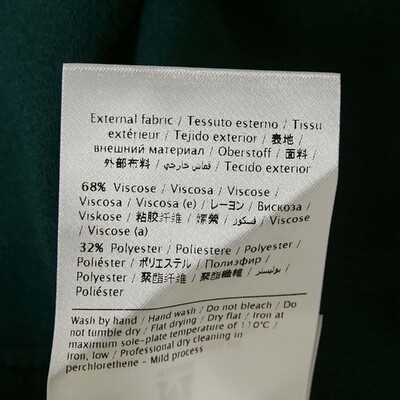 External fabric / Tessuto esterno / Tissu
extérieur / Tejido exterior / 表地 /
внешний материал / Oberstoff / 面料 /
外部布料 / قماش خارجي / Tecido exterior
68% Viscose / Viscosa / Viscose /
Viscosa / Viscosa (e) / レーヨン / Вискоза /
Viskose / 粘胶纤维 / 嫘縈 / فسكوز / Viscose
/ Viscose (a)
32% Polyester / Poliestere / Polyester /
Poliéster / ポリエステル / Полиэфир /
Polyester / 聚酯纤维 / 聚酯纖維 / بوليستر /
Poliéster
Wash by hand / Hand wash / Do not bleach / Do
not tumble dry / Flat drying / Dry flat / Iron at
maximum sole-plate temperature of 110°C /
Iron, low / Professional dry cleaning in
perchlorethene - Mild process